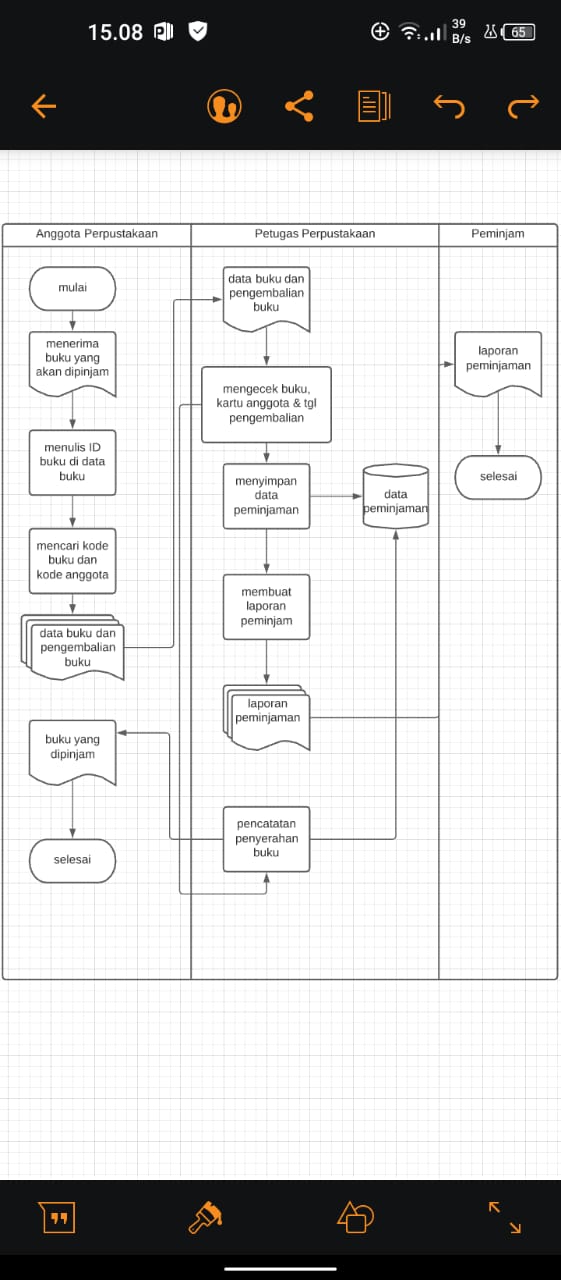 15.08
39
B/s
65
Anggota Perpustakaan
Petugas Perpustakaan
Peminjam
mulai
menerima
buku yang
akan dipinjam
menulis ID
buku di data
buku
mencari kode
buku dan
kode anggota
data buku dan
pengembalian
buku
buku yang
dipinjam
selesai
data buku dan
pengembalian
buku
mengecek buku,
kartu anggota & tgl
pengembalian
menyimpan
data
peminjaman
data
peminjaman
membuat
laporan
peminjam
laporan
peminjaman
pencatatan
penyerahan
buku
laporan
peminjaman
selesai